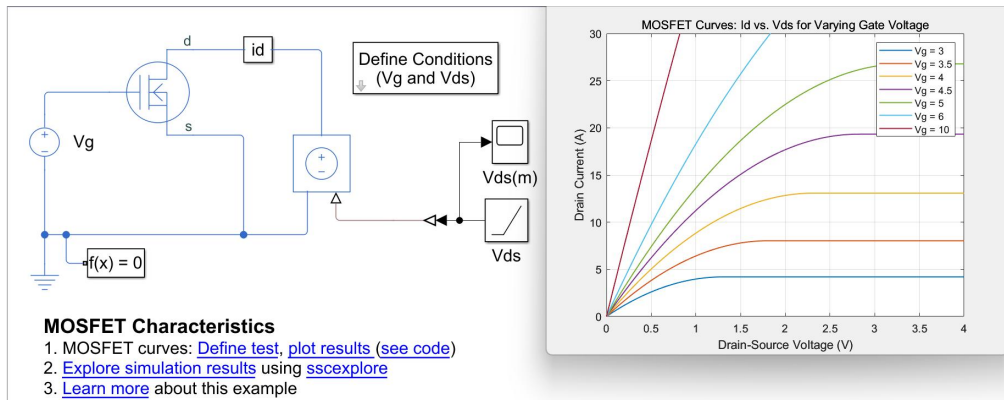 d
id
Define Conditions
(Vg and Vds)
+
Vg
-
s
+
-
Vds(m)
Vds
f(x) = 0
MOSFET Characteristics
1. MOSFET curves: Define test, plot results (see code)
2. Explore simulation results using sscexplore
3. Learn more about this example
MOSFET Curves: Id vs. Vds for Varying Gate Voltage
30
25
20
15
10
5
0
Drain Current (A)
Vg = 3
Vg = 3.5
Vg = 4
Vg = 4.5
Vg = 5
Vg = 6
Vg = 10
0 0.5 1 1.5 2 2.5 3 3.5 4
Drain-Source Voltage (V)